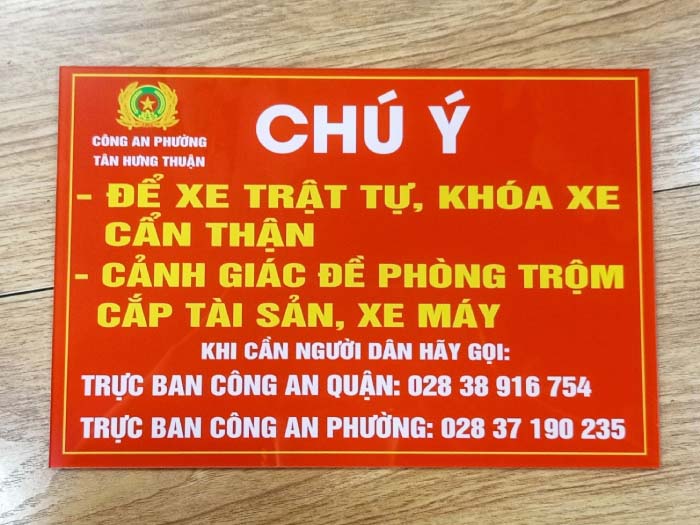 CÔNG AN PHƯỜNG
TÂN HƯNG THUẬN
CHÚ Ý
- ĐỂ XE TRẬT TỰ, KHÓA XE
CẨN THẬN
- CẢNH GIÁC ĐỀ PHÒNG TRỘM
CẮP TÀI SẢN, XE MÁY
KHI CẦN NGƯỜI DÂN HÃY GỌI:
TRỰC BAN CÔNG AN QUẬN: 028 38 916 754
TRỰC BAN CÔNG AN PHƯỜNG: 028 37 190 235